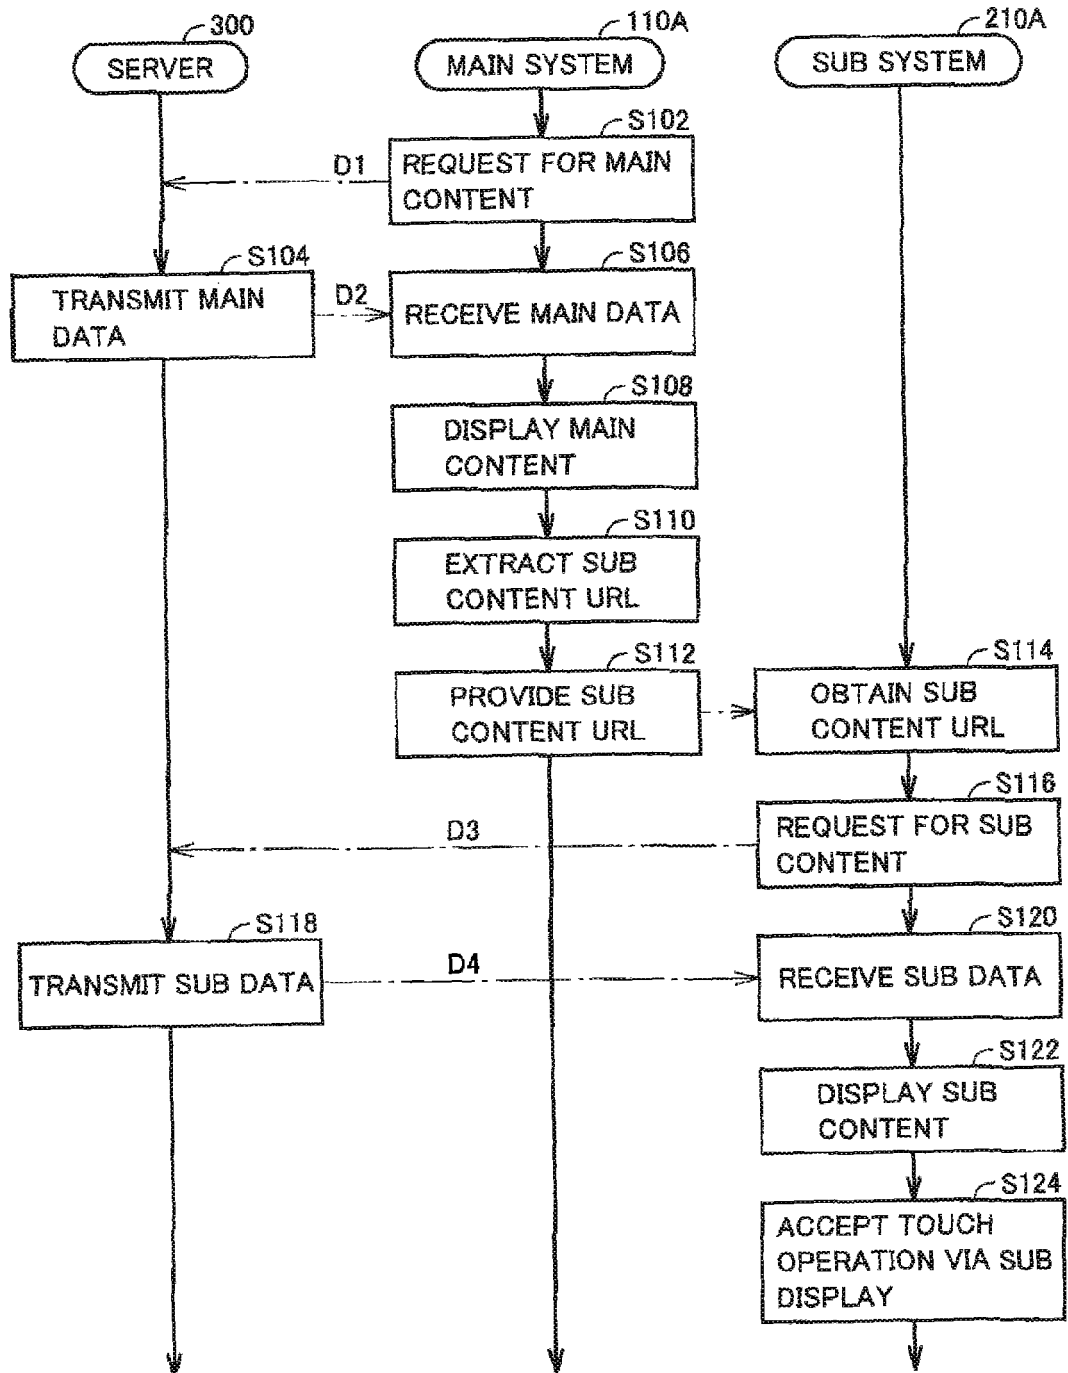 300
110A
210A
SERVER
MAIN SYSTEM
SUB SYSTEM
S102
REQUEST FOR MAIN
CONTENT
D1
S104
TRANSMIT MAIN
DATA
D2
S106
RECEIVE MAIN DATA
S108
DISPLAY MAIN
CONTENT
S110
EXTRACT SUB
CONTENT URL
S112
PROVIDE SUB
CONTENT URL
S114
OBTAIN SUB
CONTENT URL
S116
REQUEST FOR SUB
CONTENT
D3
S118
TRANSMIT SUB DATA
D4
S120
RECEIVE SUB DATA
S122
DISPLAY SUB
CONTENT
S124
ACCEPT TOUCH
OPERATION VIA SUB
DISPLAY